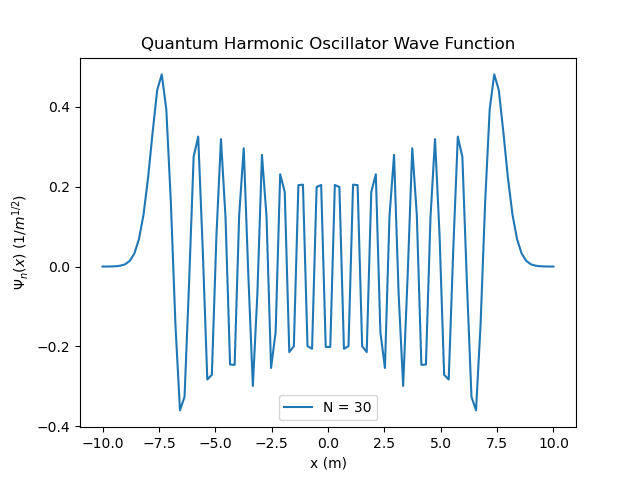 Quantum Harmonic Oscillator Wave Function
Ψn(x) (1/m^1/2)
0.4
0.2
0.0
−0.2
−0.4
−10.0 −7.5 −5.0 −2.5 0.0 2.5 5.0 7.5 10.0
x (m)
N = 30